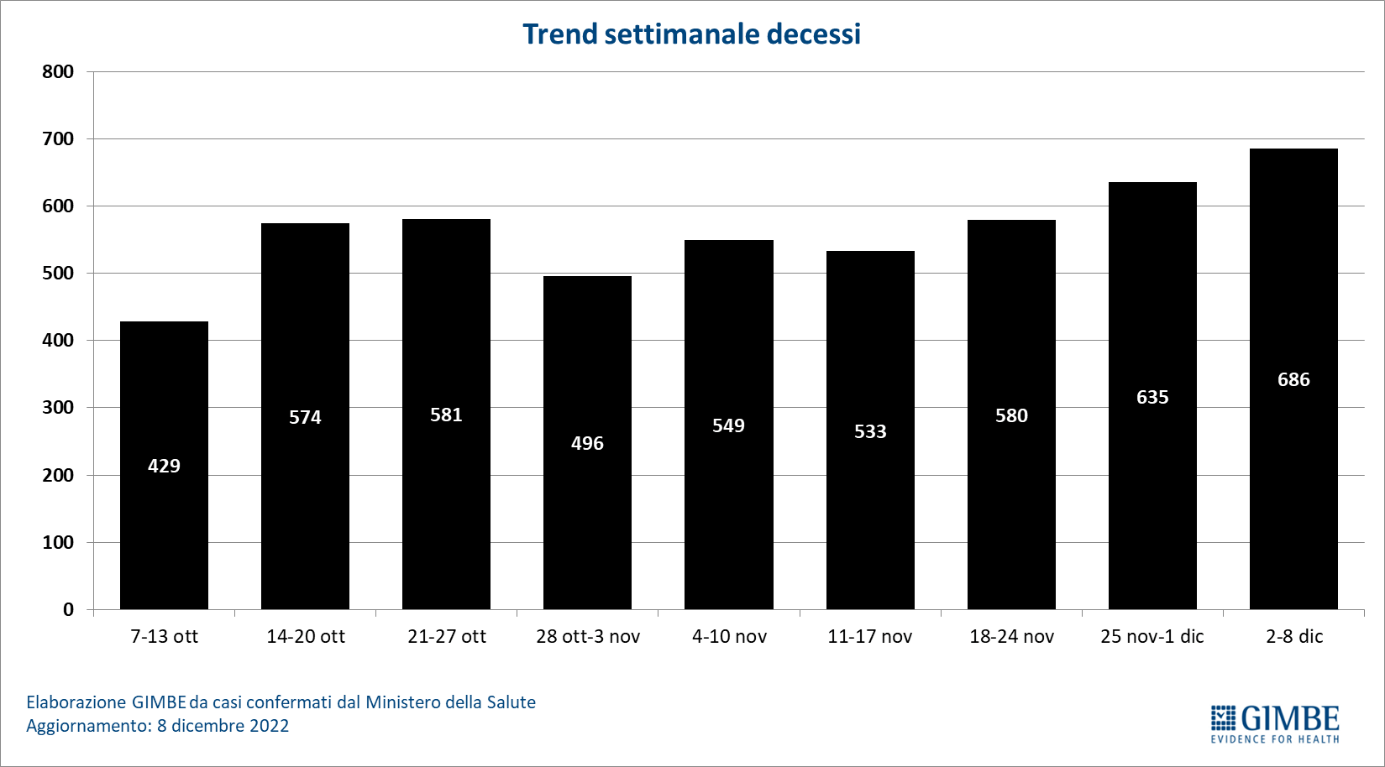 Trend settimanale decessi
800
700
600
500
400
300
200
100
0
429
574
581
496
549
533
580
635
686
7-13 ott
14-20 ott
21-27 ott
28 ott-3 nov
4-10 nov
11-17 nov
18-24 nov
25 nov-1 dic
2-8 dic
Elaborazione GIMBE da casi confermati dal Ministero della Salute
Aggiornamento: 8 dicembre 2022
GIMBE
EVIDENCE FOR HEALTH